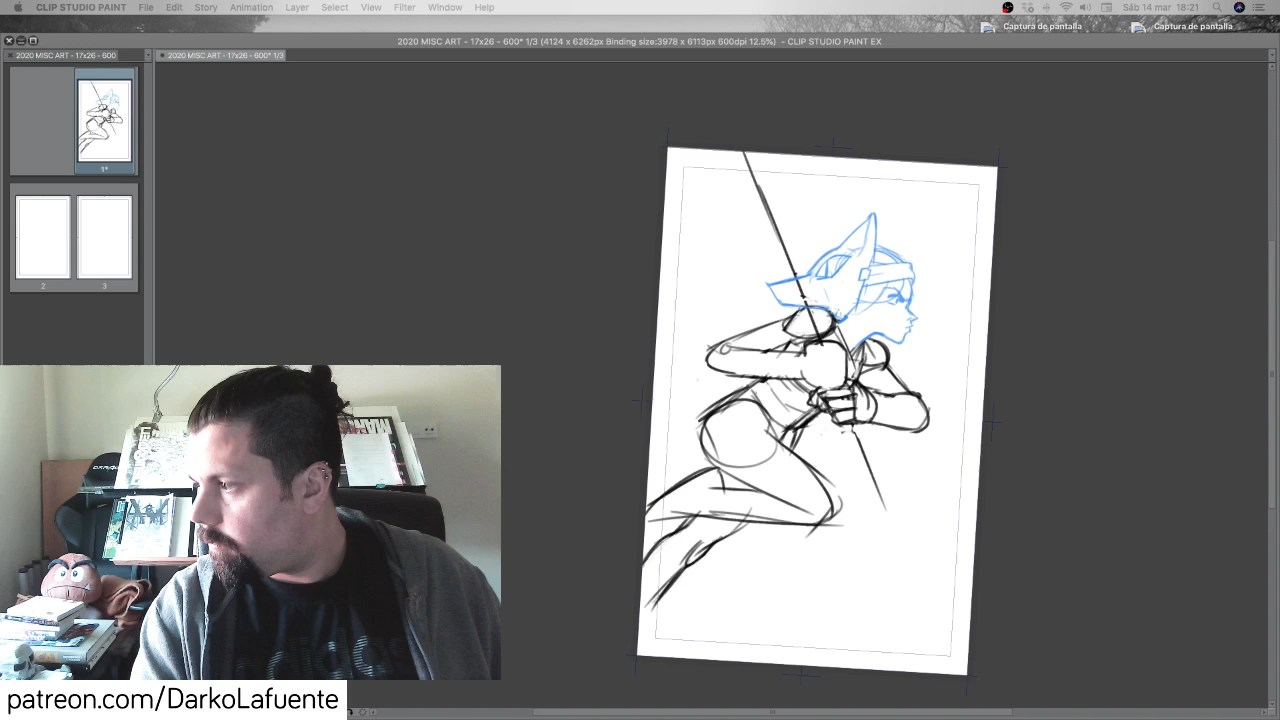 CLIP STUDIO PAINT File Edit Story Animation Layer Select View Filter Window Help Sáb 14 mar 18:21
Captura de pantalla Captura de pantalla
2020 MISC ART - 17x26 - 600* 1/3 (4124 x 6262px Binding size:3978 x 6113px 600dpi 12.5%) - CLIP STUDIO PAINT EX
2020 MISC ART - 17x26 - 600 2020 MISC ART - 17x26 - 600* 1/3
1*
2 3
patreon.com/DarkoLafuente